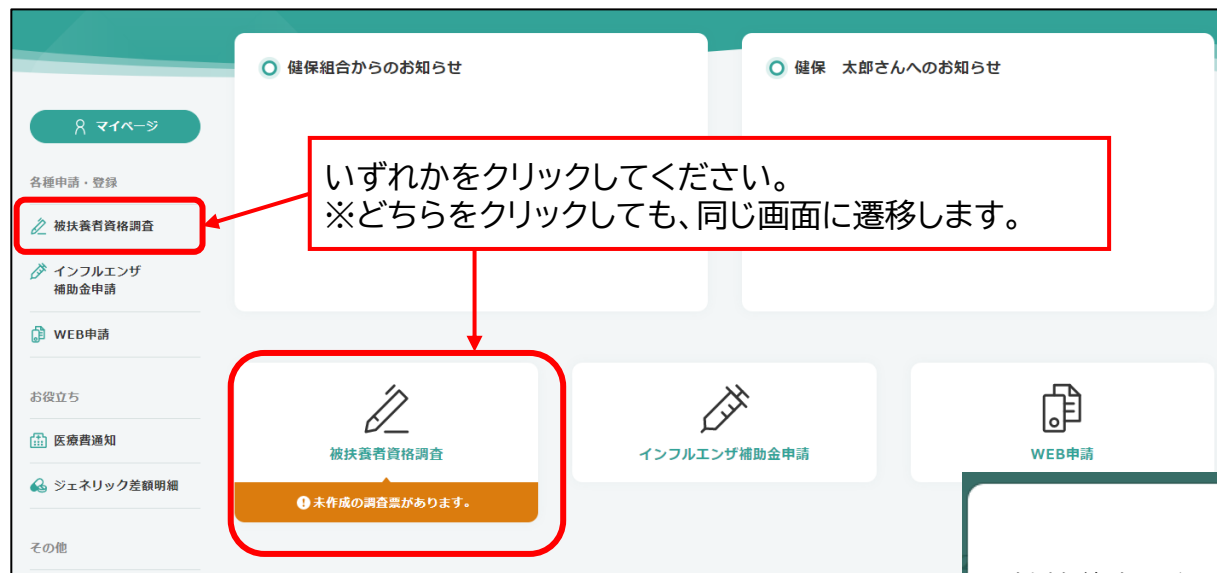 健保組合からのお知らせ
健保　太郎さんへのお知らせ
マイページ
各種申請・登録
被扶養者資格調査
インフルエンザ
補助金申請
WEB申請
お役立ち
医療費通知
ジェネリック差額明細
その他
いずれかをクリックしてください。
※どちらをクリックしても、同じ画面に遷移します。
被扶養者資格調査
未作成の調査票があります。
インフルエンザ補助金申請
WEB申請